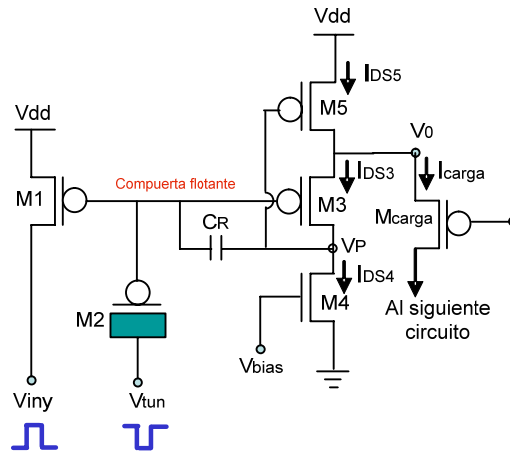 Vdd
IDS5
M5
Vdd
V0
M1
Compuerta flotante
IDS3
Icarga
M3
Mcarga
CR
VP
IDS4
M2
M4
Al siguiente
circuito
Vbias
Viny
Vtun